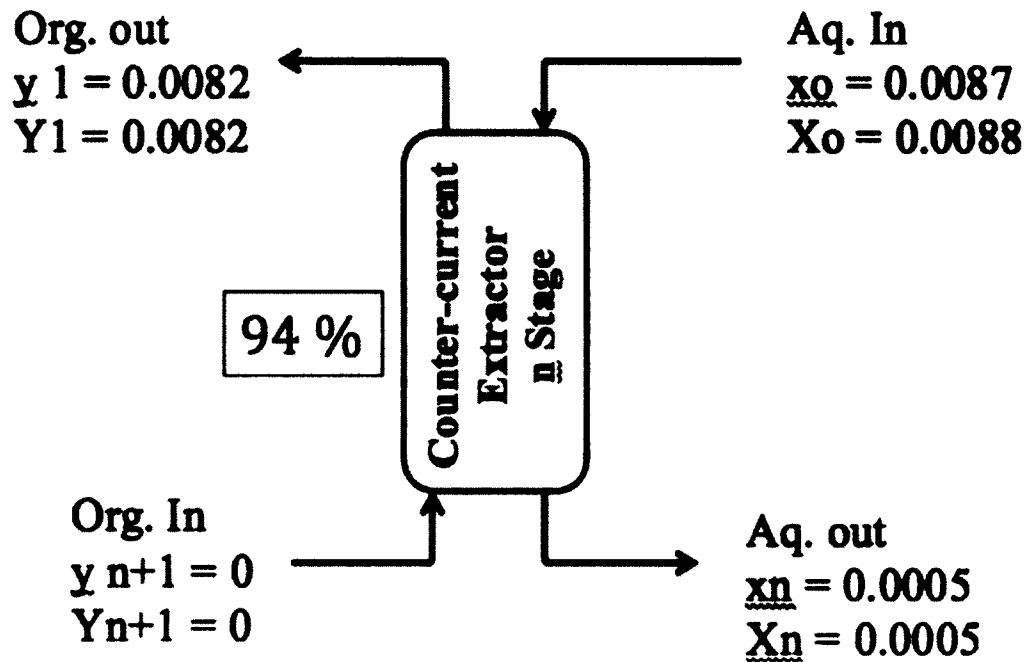 Org. out
y 1 = 0.0082
Y1 = 0.0082
Aq. In
xo = 0.0087
Xo = 0.0088
Counter-current
Extractor
n Stage
94 %
Org. In
y n+1 = 0
Yn+1 = 0
Aq. out
xn = 0.0005
Xn = 0.0005